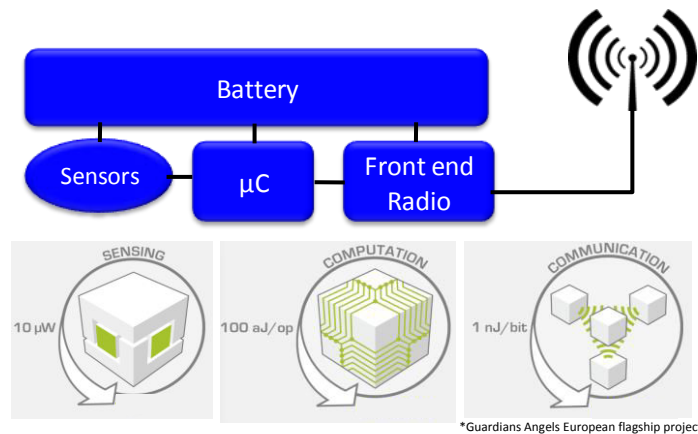 Battery
Sensors
µC
Front end
Radio
SENSING
10 µW
COMPUTATION
100 aJ/op
COMMUNICATION
1 nJ/bit
*Guardians Angels European flagship projec